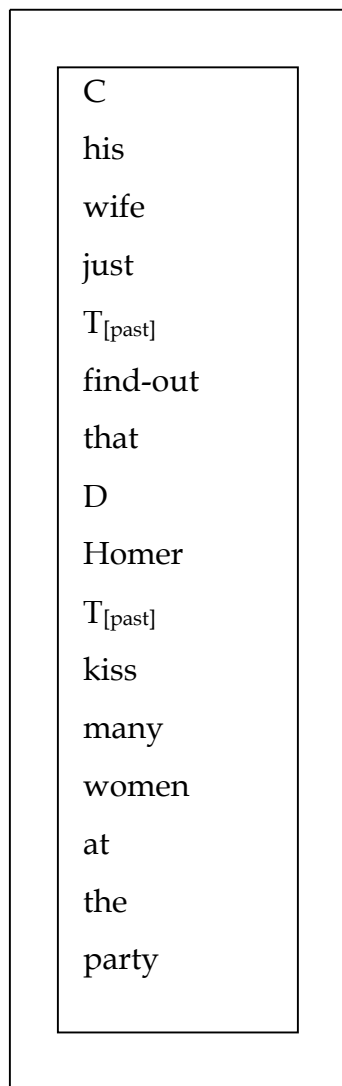 C
his
wife
just
T[past]
find-out
that
D
Homer
T[past]
kiss
many
women
at
the
party